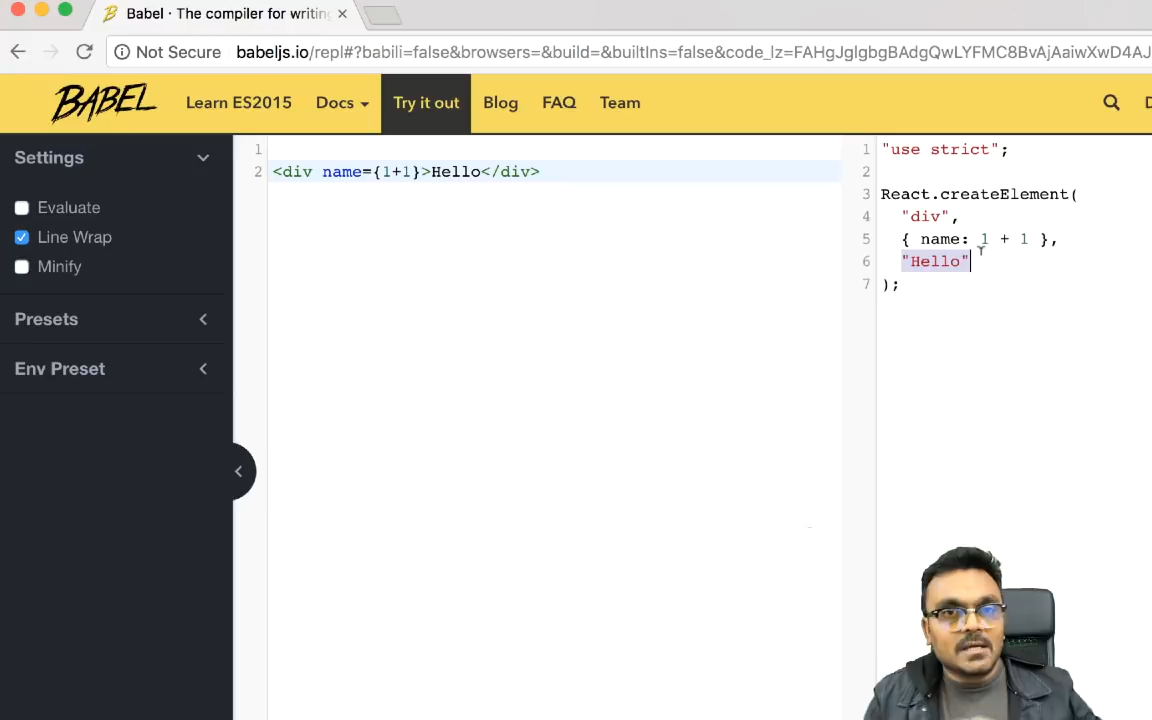 Babel · The compiler for writing
Not Secure babeljs.io/repl#?babili=false&browsers=&build=&builtIns=false&code_lz=FAHgJglgbgBAdgQwLYFMC8BvAjAaiwXwD4AJ
BABEL Learn ES2015 Docs Try it out Blog FAQ Team
Settings
Evaluate
Line Wrap
Minify
Presets
Env Preset
1
2 <div name={1+1}>Hello</div>
1 "use strict";
2
3 React.createElement(
4 "div",
5 { name: 1 + 1 },
6 "Hello"
7 );